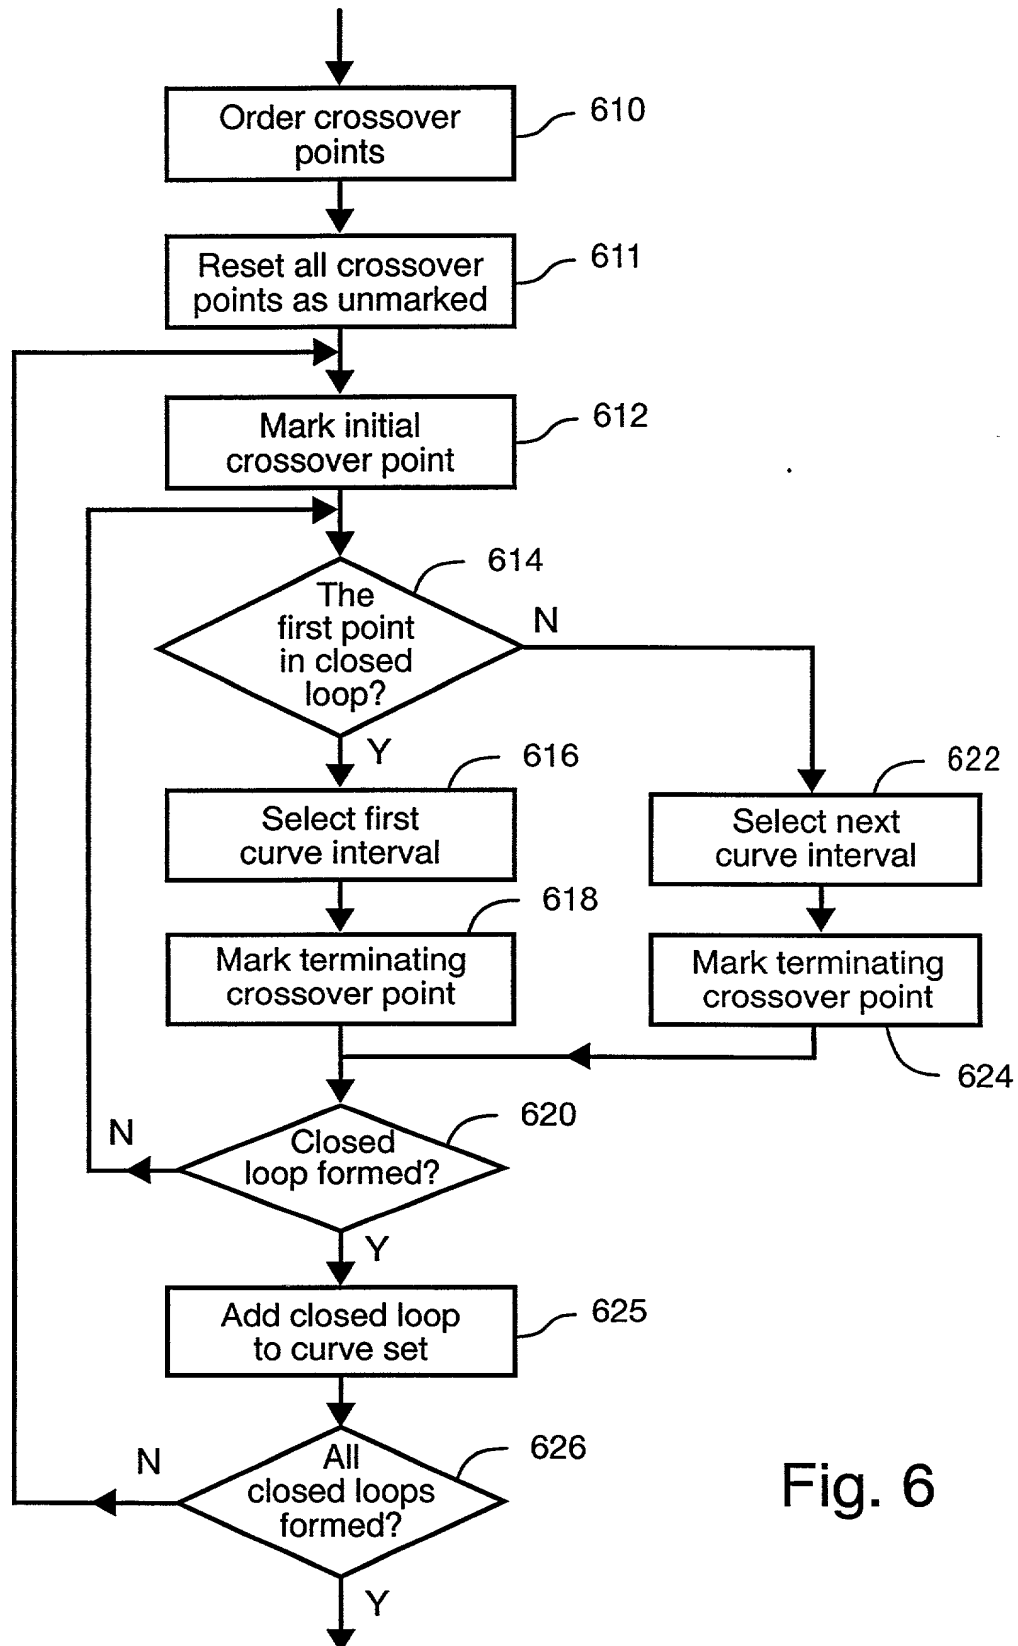 Order crossover
points
610
Reset all crossover
points as unmarked
611
Mark initial
crossover point
612
The
first point
in closed
loop?
614
N
Y
Select first
curve interval
616
Select next
curve interval
622
Mark terminating
crossover point
618
Mark terminating
crossover point
624
Closed
loop formed?
620
N
Y
Add closed loop
to curve set
625
All
closed loops
formed?
626
N
Y
Fig. 6